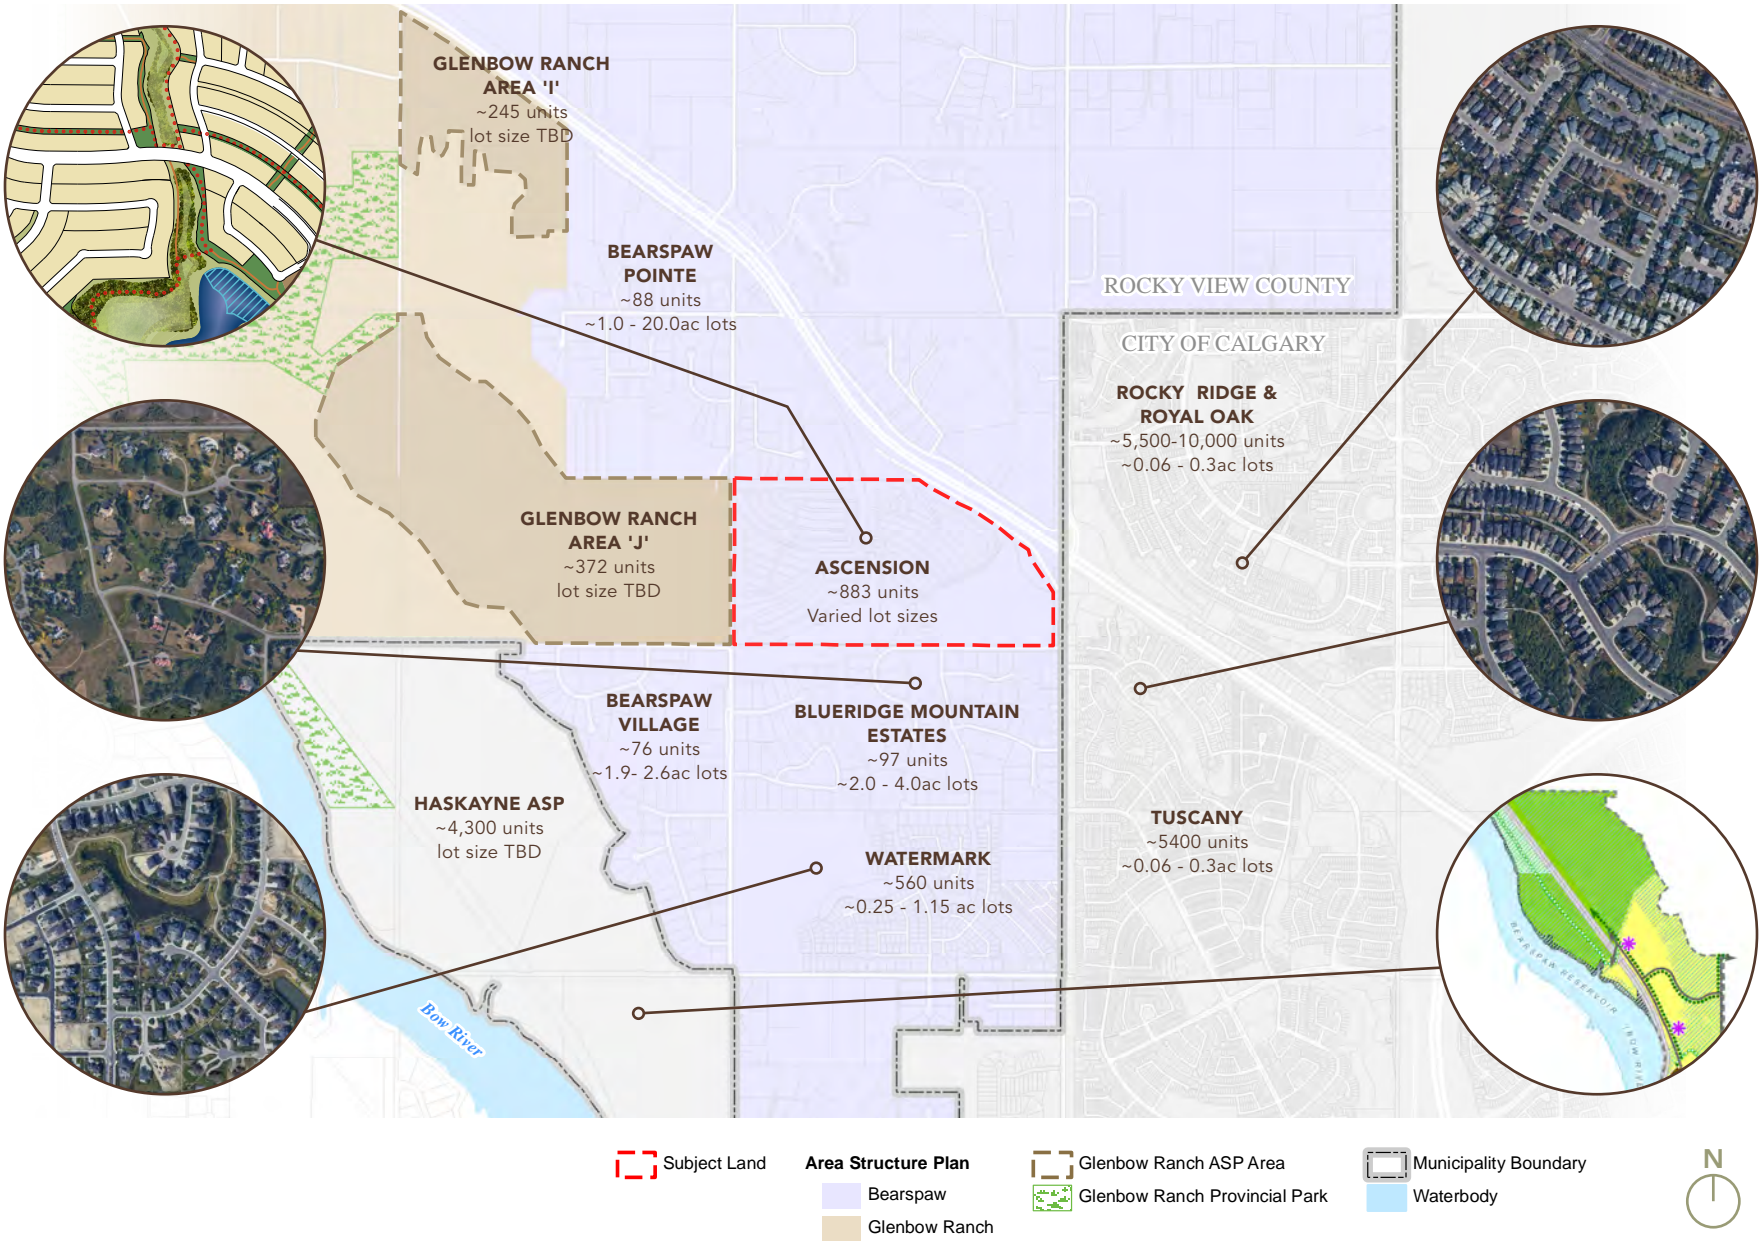 GLENBOW RANCH
AREA 'I'
~245 units
lot size TBD
BEARSPAW
POINTE
~88 units
~1.0 - 20.0ac lots
ROCKY VIEW COUNTY
CITY OF CALGARY
ROCKY RIDGE &
ROYAL OAK
~5,500-10,000 units
~0.06 - 0.3ac lots
GLENBOW RANCH
AREA 'J'
~372 units
lot size TBD
ASCENSION
~883 units
Varied lot sizes
BEARSPAW
VILLAGE
~76 units
~1.9- 2.6ac lots
BLUERIDGE MOUNTAIN
ESTATES
~97 units
~2.0 - 4.0ac lots
HASKAYNE ASP
~4,300 units
lot size TBD
WATERMARK
~560 units
~0.25 - 1.15 ac lots
TUSCANY
~5400 units
~0.06 - 0.3ac lots
Bow River
BEARSPAW RESERVOIR
Subject Land
Area Structure Plan
Bearspaw
Glenbow Ranch
Glenbow Ranch ASP Area
Glenbow Ranch Provincial Park
Municipality Boundary
Waterbody
N